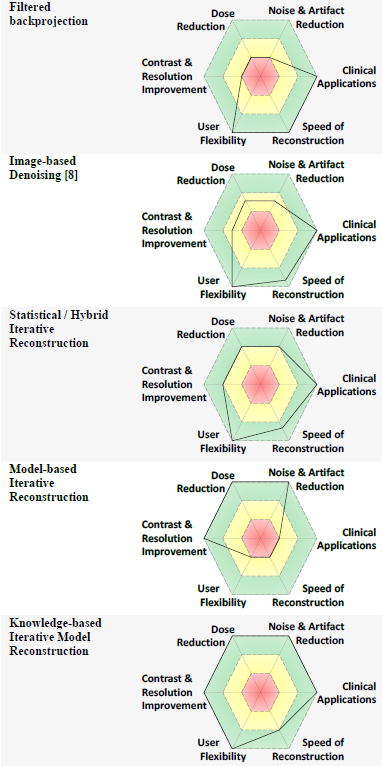 Filtered
backprojection
Dose
Reduction
Noise & Artifact
Reduction
Contrast &
Resolution
Improvement
Clinical
Applications
User
Flexibility
Speed of
Reconstruction
Image-based
Denoising [8]
Dose
Reduction
Noise & Artifact
Reduction
Contrast &
Resolution
Improvement
Clinical
Applications
User
Flexibility
Speed of
Reconstruction
Statistical / Hybrid
Iterative
Reconstruction
Dose
Reduction
Noise & Artifact
Reduction
Contrast &
Resolution
Improvement
Clinical
Applications
User
Flexibility
Speed of
Reconstruction
Model-based
Iterative
Reconstruction
Dose
Reduction
Noise & Artifact
Reduction
Contrast &
Resolution
Improvement
Clinical
Applications
User
Flexibility
Speed of
Reconstruction
Knowledge-based
Iterative Model
Reconstruction
Dose
Reduction
Noise & Artifact
Reduction
Contrast &
Resolution
Improvement
Clinical
Applications
User
Flexibility
Speed of
Reconstruction